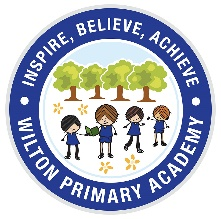 INSPIRE, BELIEVE, ACHIEVE
WILTON PRIMARY ACADEMY